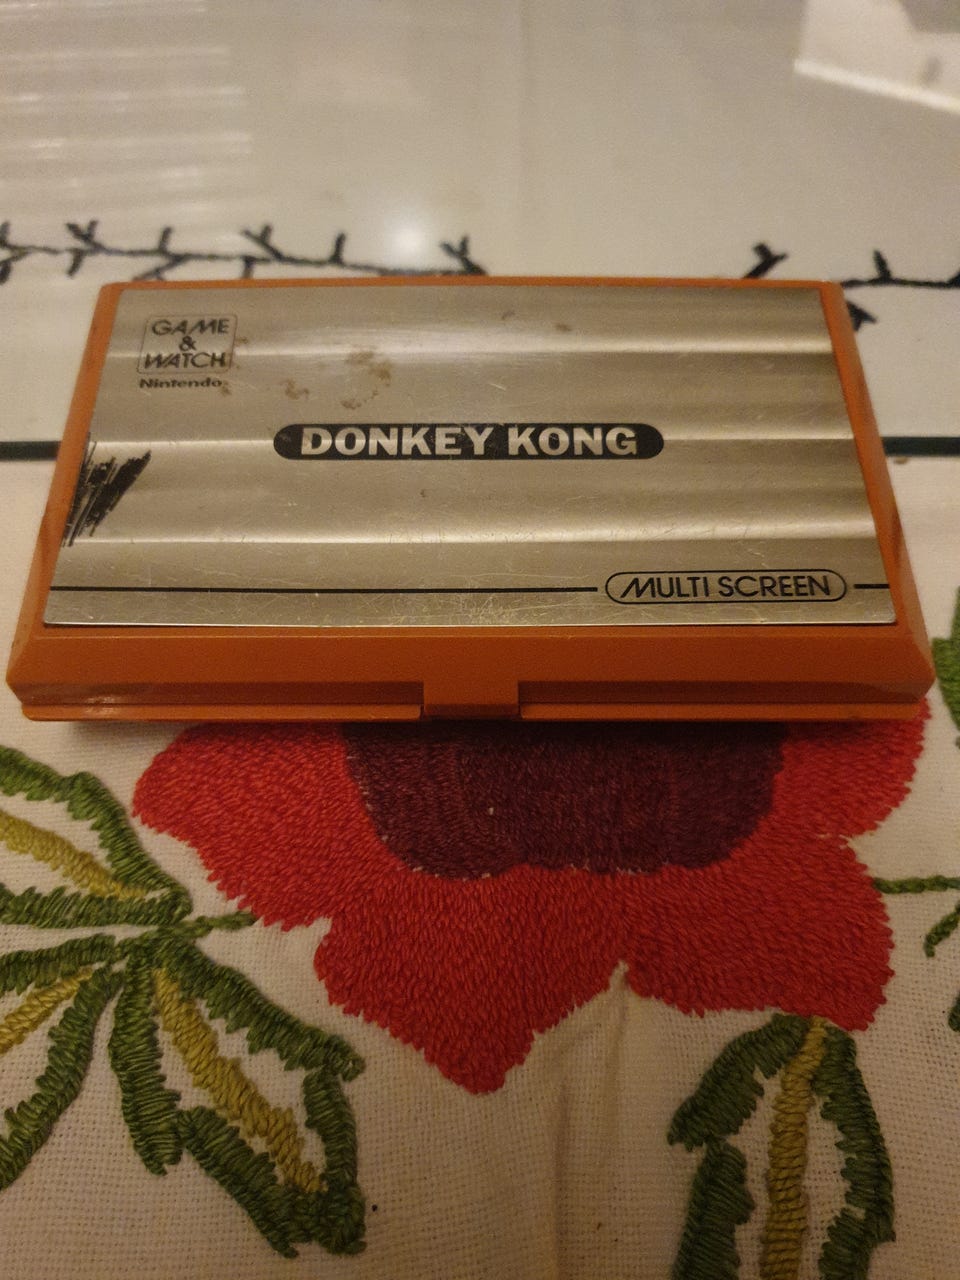 GAME
&
WATCH
Nintendo
DONKEY KONG
MULTI SCREEN